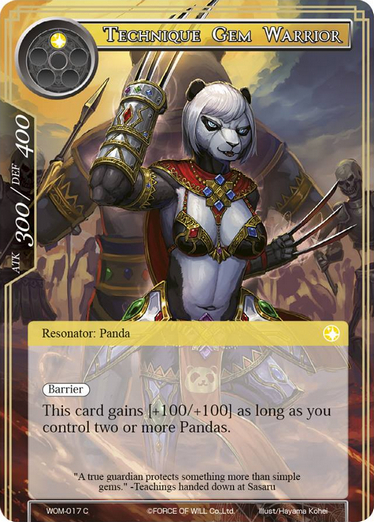 Technique Gem Warrior
ATK 300 / DEF 400
Resonator: Panda
Barrier
This card gains [+100/+100] as long as you
control two or more Pandas.
"A true guardian protects something more than simple
gems." -Teachings handed down at Sasaru
WOM-017 C ©FORCE OF WILL Co.,Ltd. Illust/Hayama Kohei